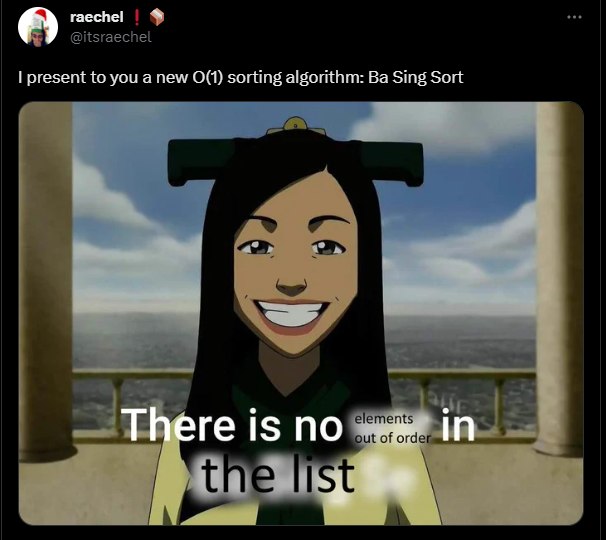 raechel❗📦
@itsraechel
I present to you a new O(1) sorting algorithm: Ba Sing Sort
There is no elements out of order in
the list